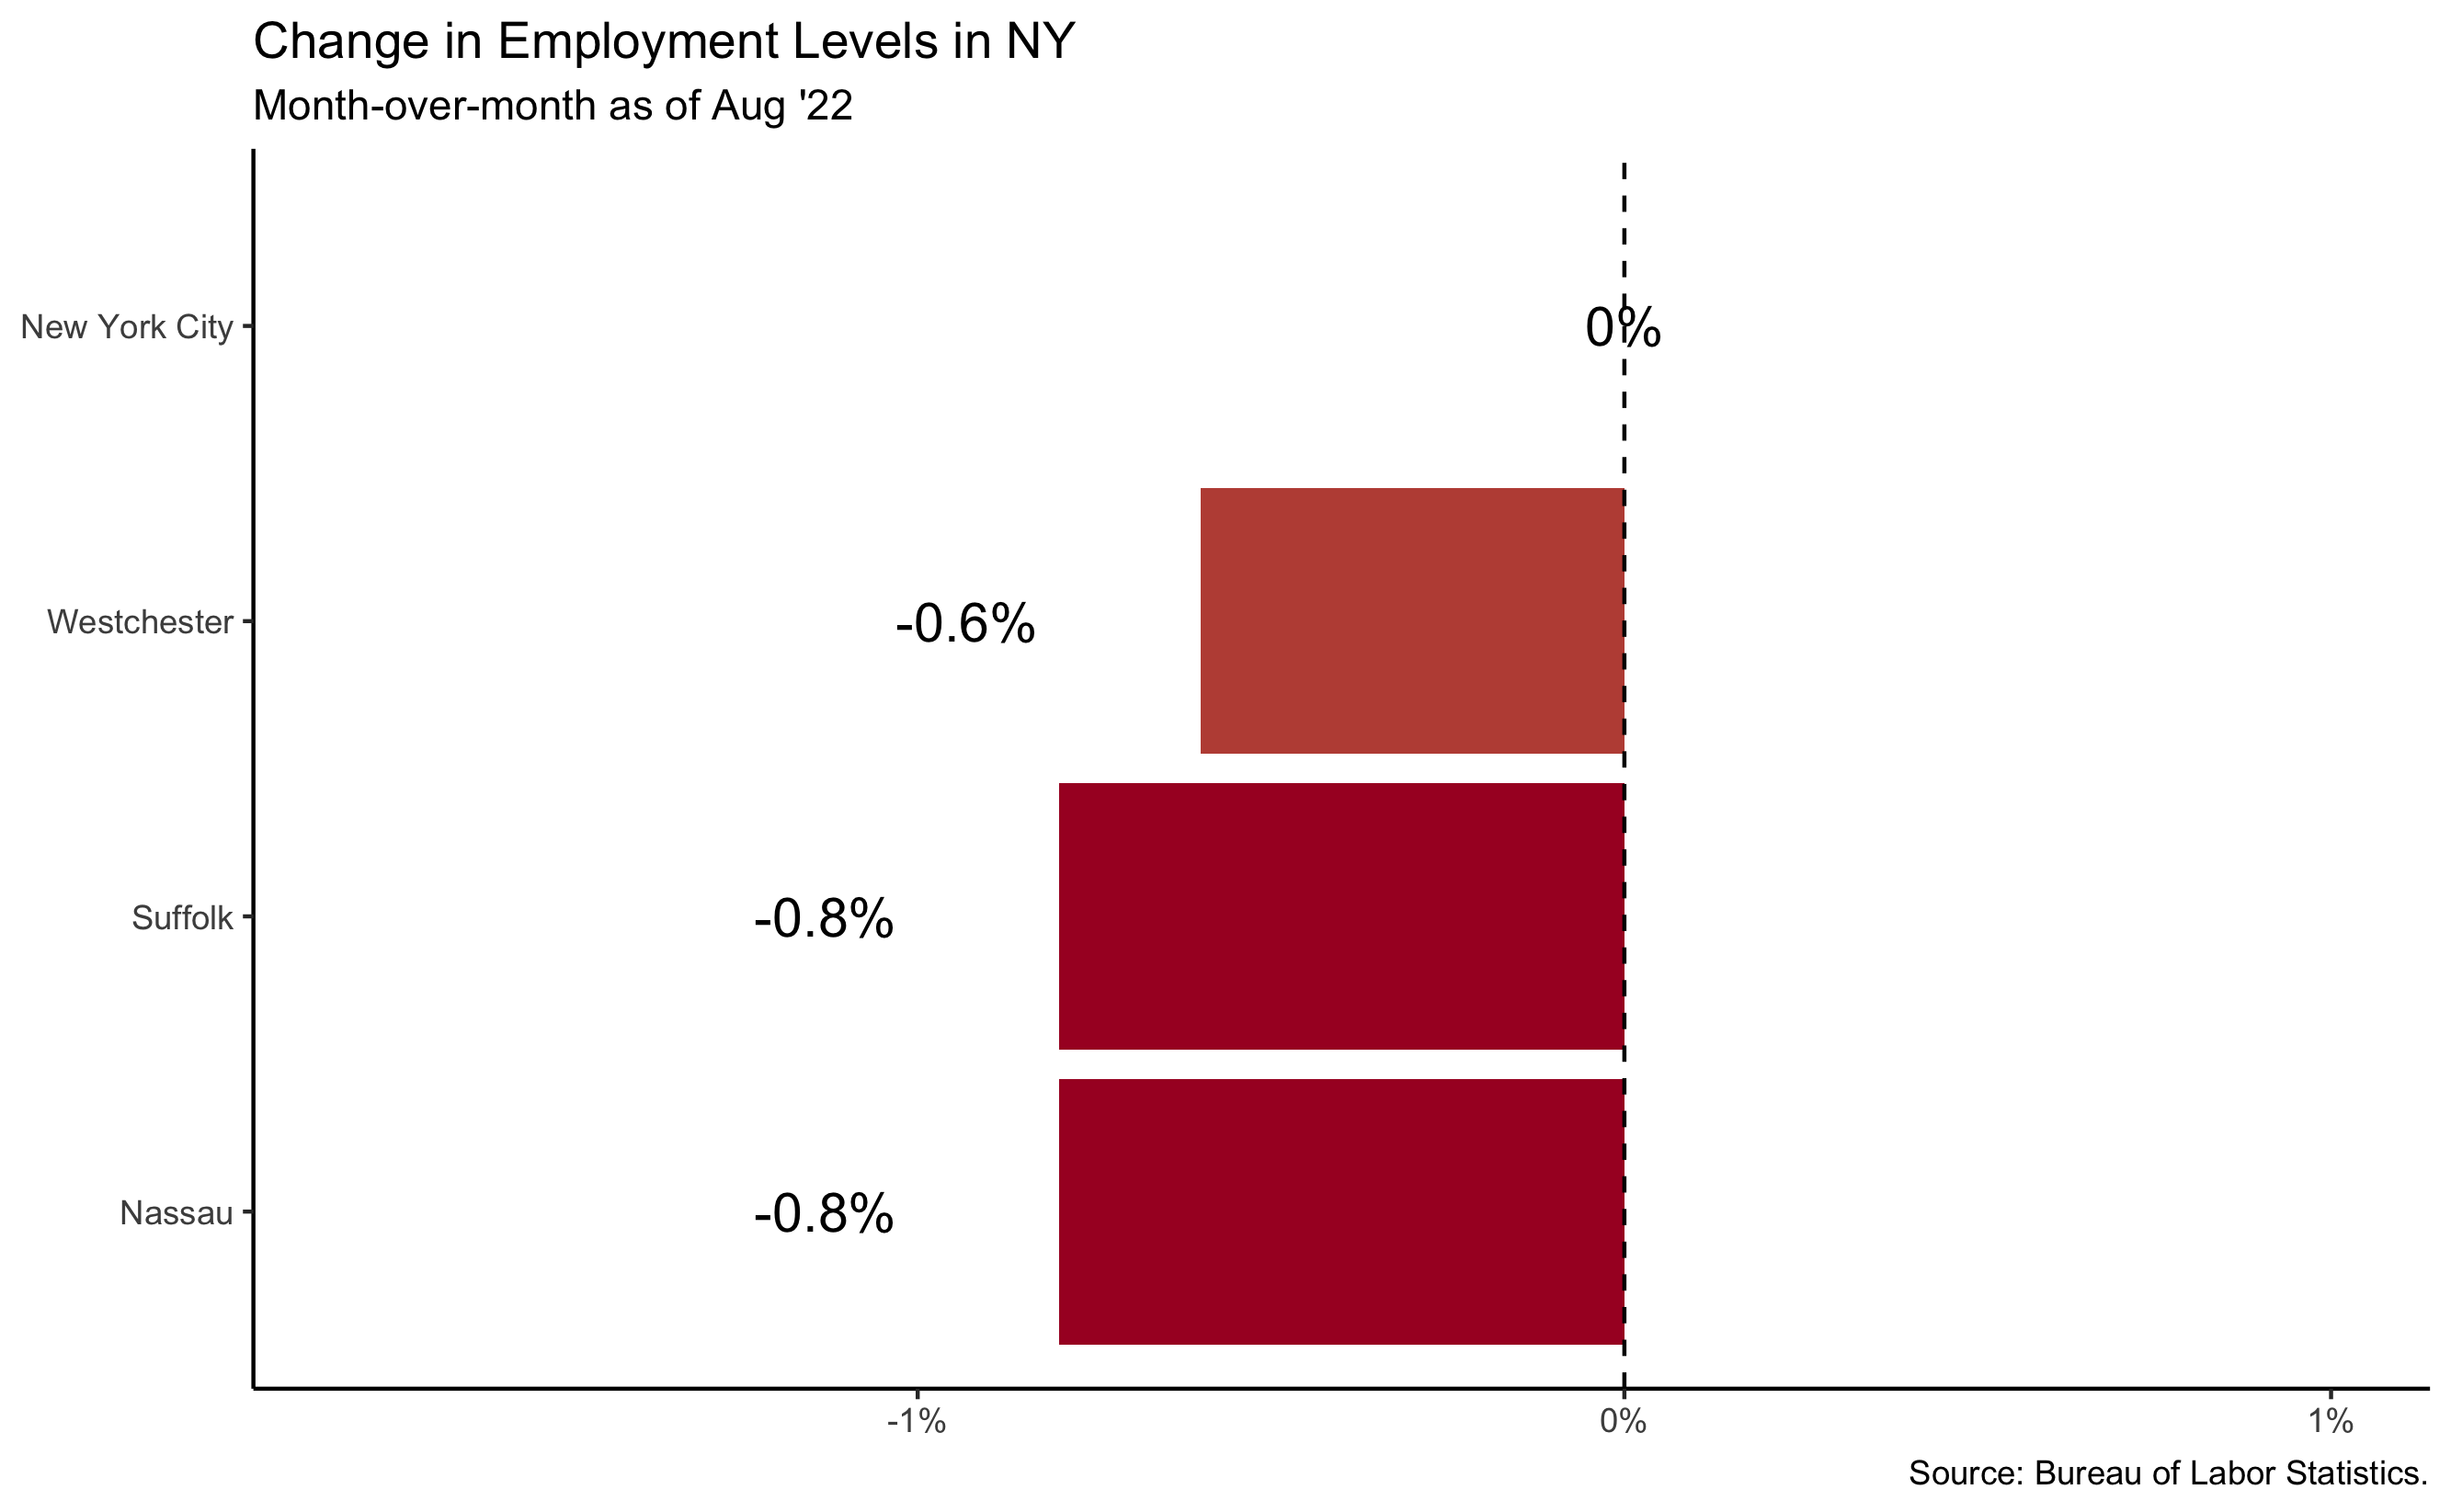 Change in Employment Levels in NY
Month-over-month as of Aug '22
New York City
0%
Westchester
-0.6%
Suffolk
-0.8%
Nassau
-0.8%
-1%
0%
1%
Source: Bureau of Labor Statistics.